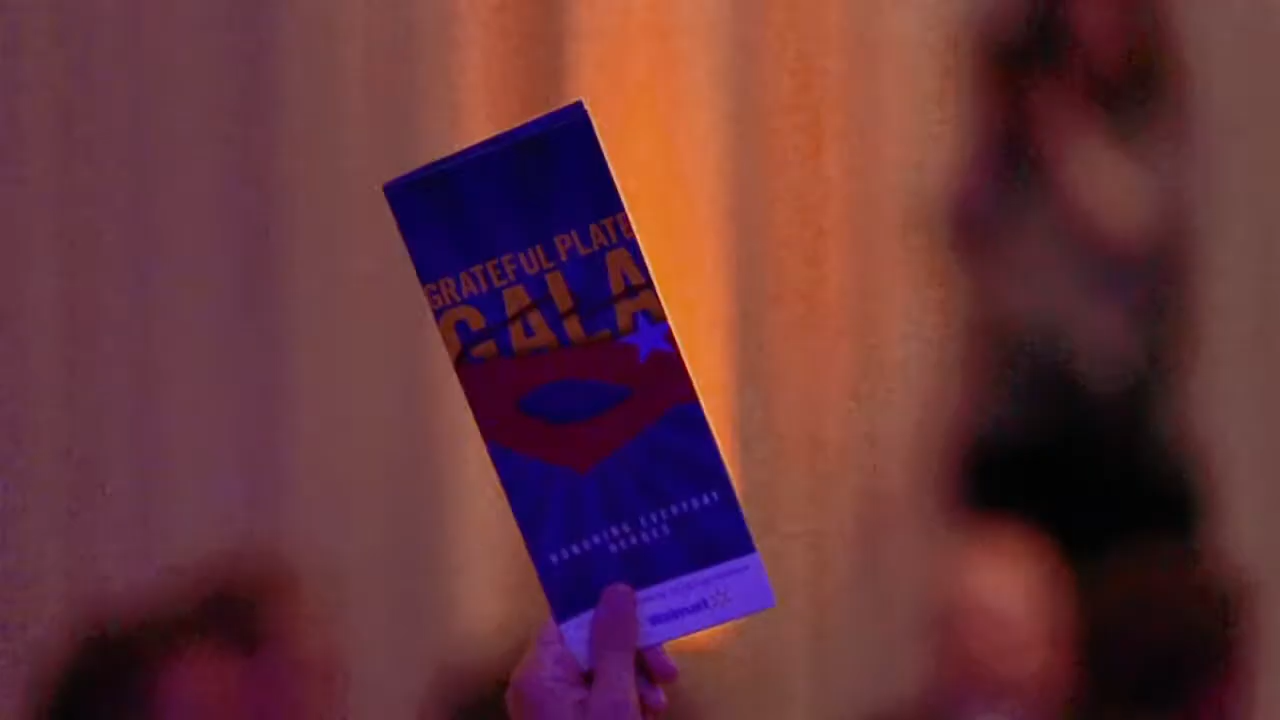 GRATEFUL PLATE
GALA
HONORING EVERYDAY
HEROES
Walmart